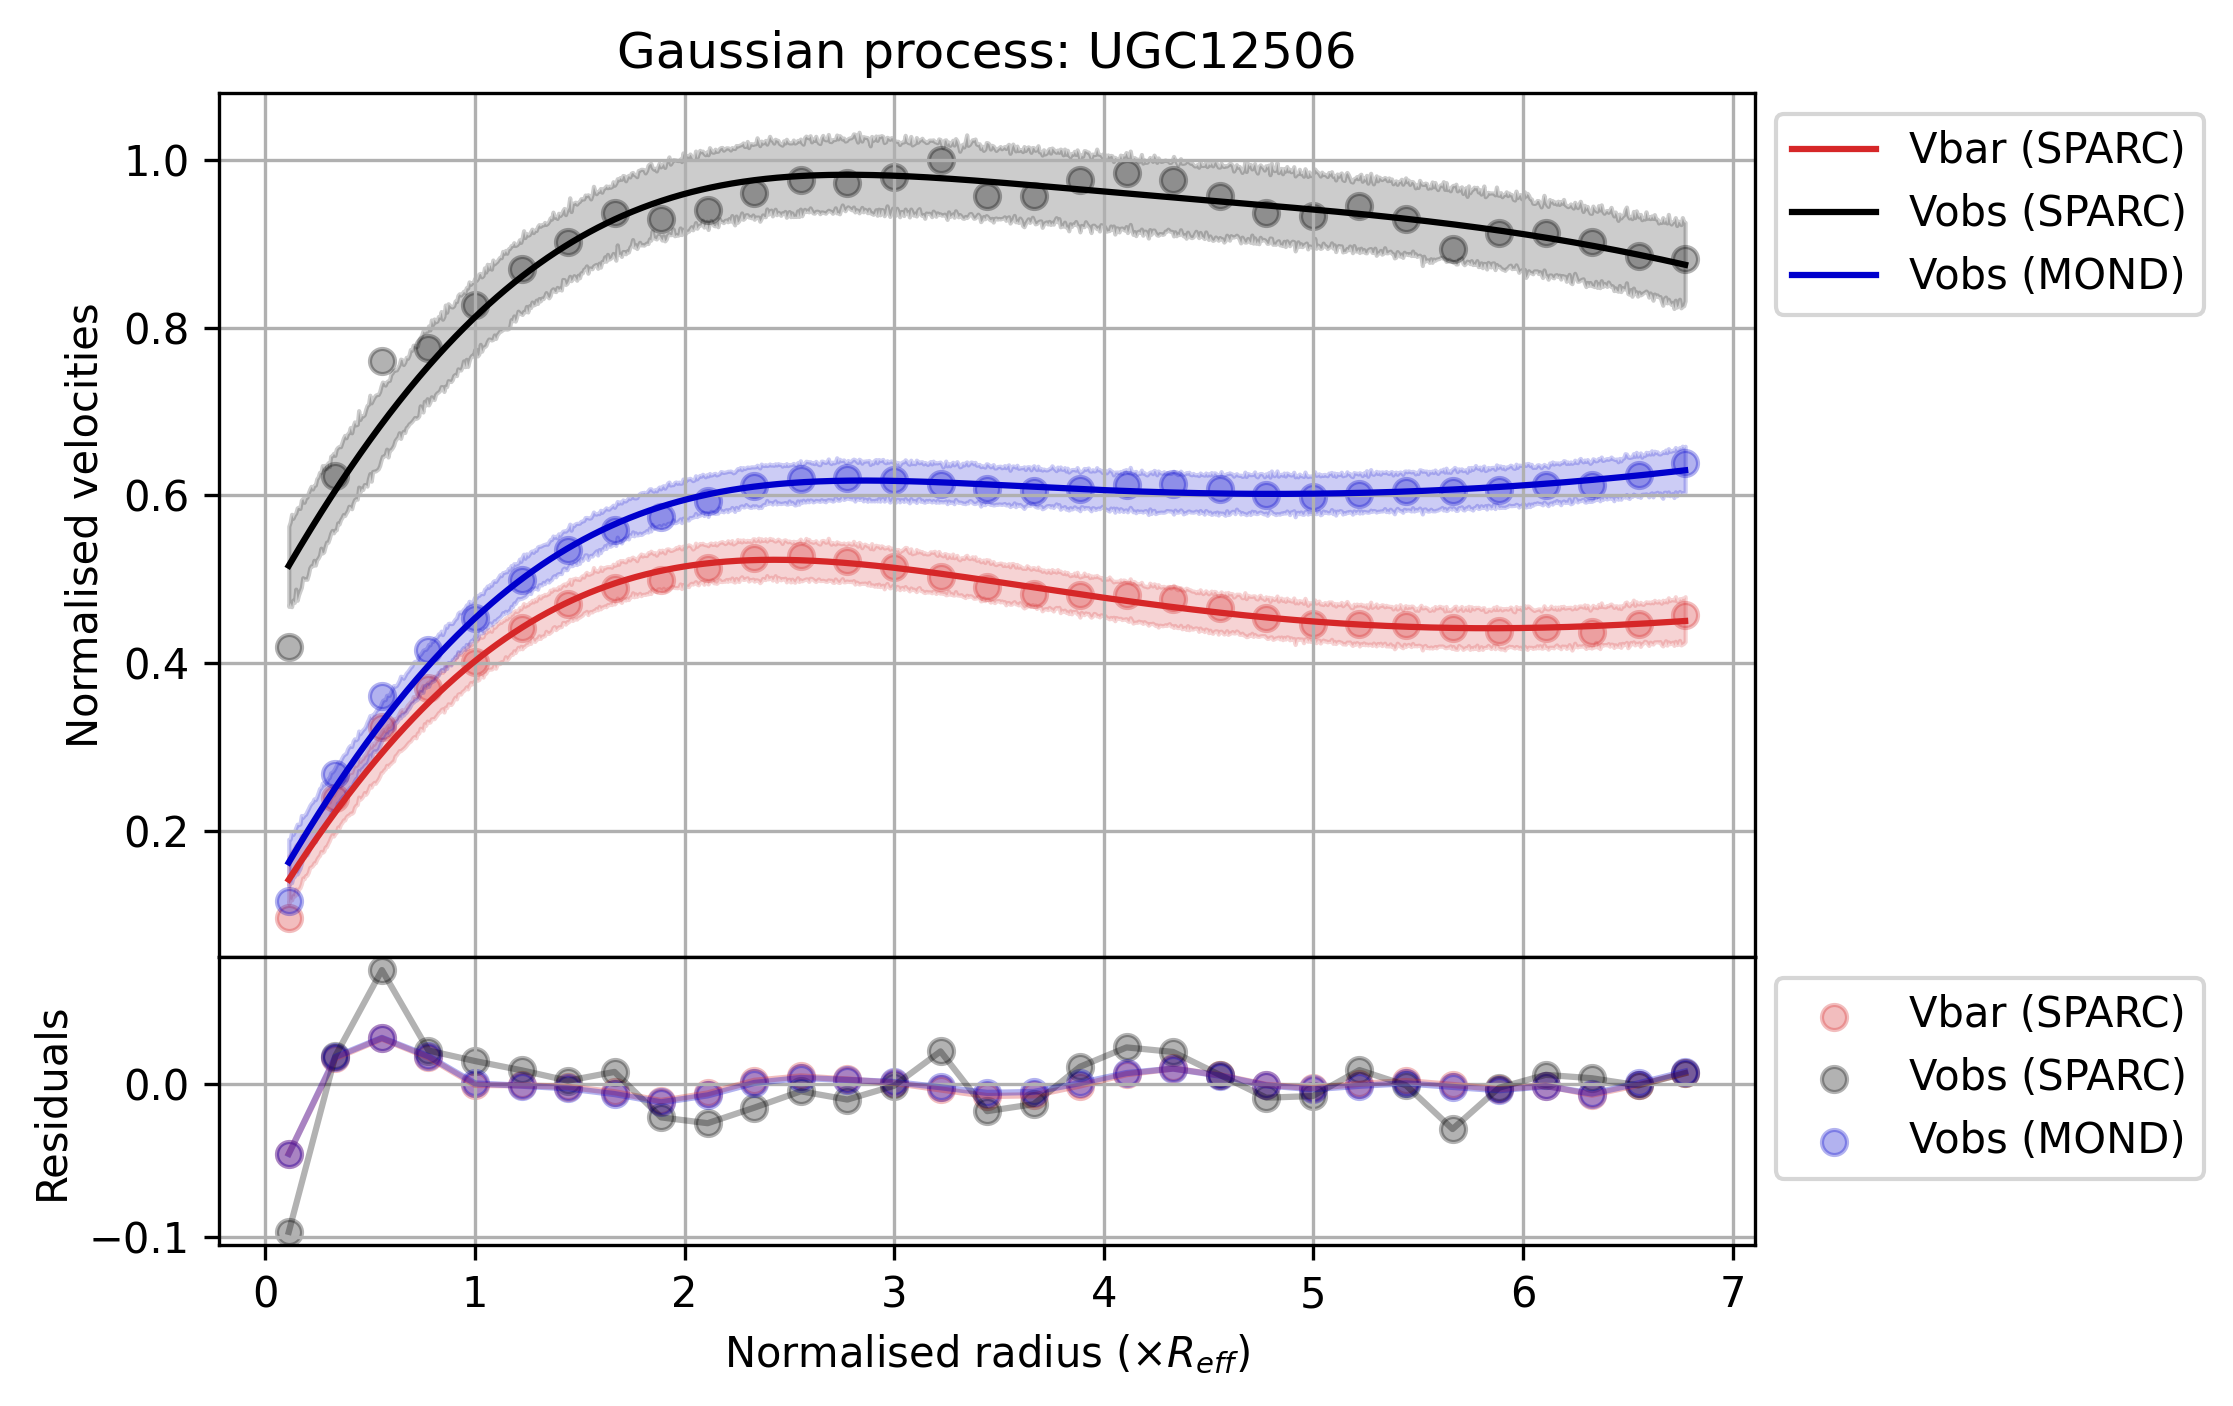 Gaussian process: UGC12506
Normalised velocities
1.0
0.8
0.6
0.4
0.2
Vbar (SPARC)
Vobs (SPARC)
Vobs (MOND)
Residuals
0.0
−0.1
Vbar (SPARC)
Vobs (SPARC)
Vobs (MOND)
0 1 2 3 4 5 6 7
Normalised radius (×R_eff)